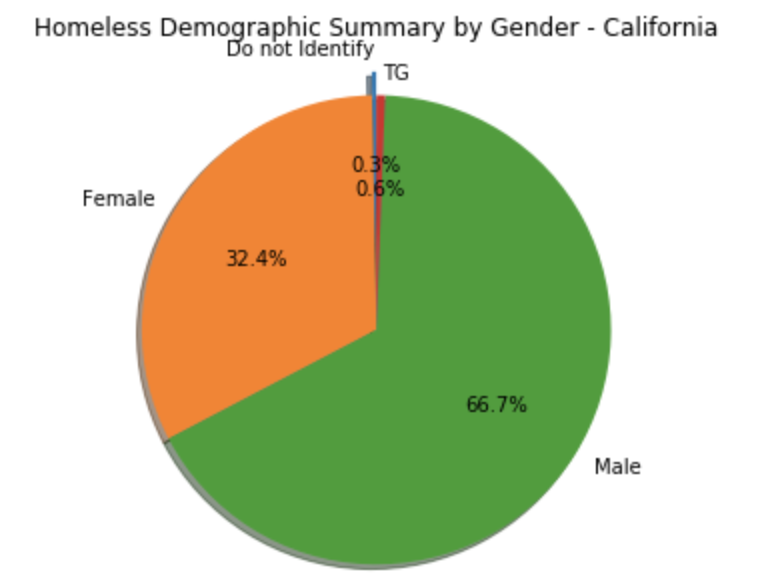 Homeless Demographic Summary by Gender - California
Do not Identify
TG
0.3%
0.6%
Female
32.4%
66.7%
Male